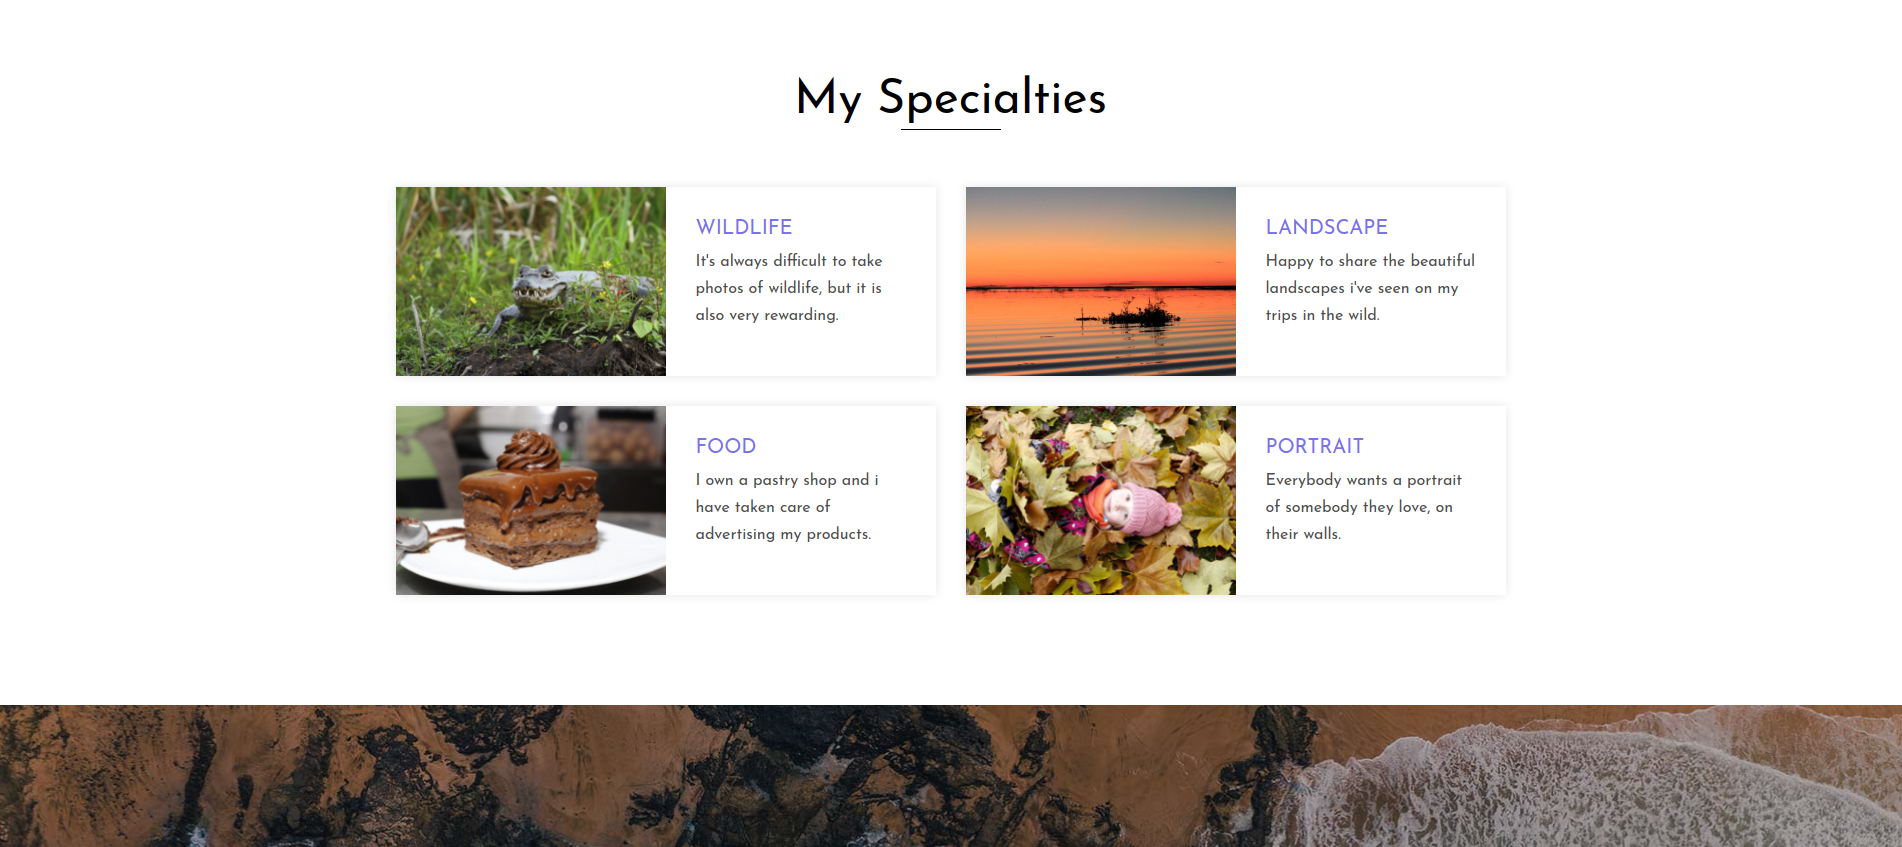 My Specialties
WILDLIFE
It's always difficult to take
photos of wildlife, but it is
also very rewarding.
LANDSCAPE
Happy to share the beautiful
landscapes i've seen on my
trips in the wild.
FOOD
I own a pastry shop and i
have taken care of
advertising my products.
PORTRAIT
Everybody wants a portrait
of somebody they love, on
their walls.